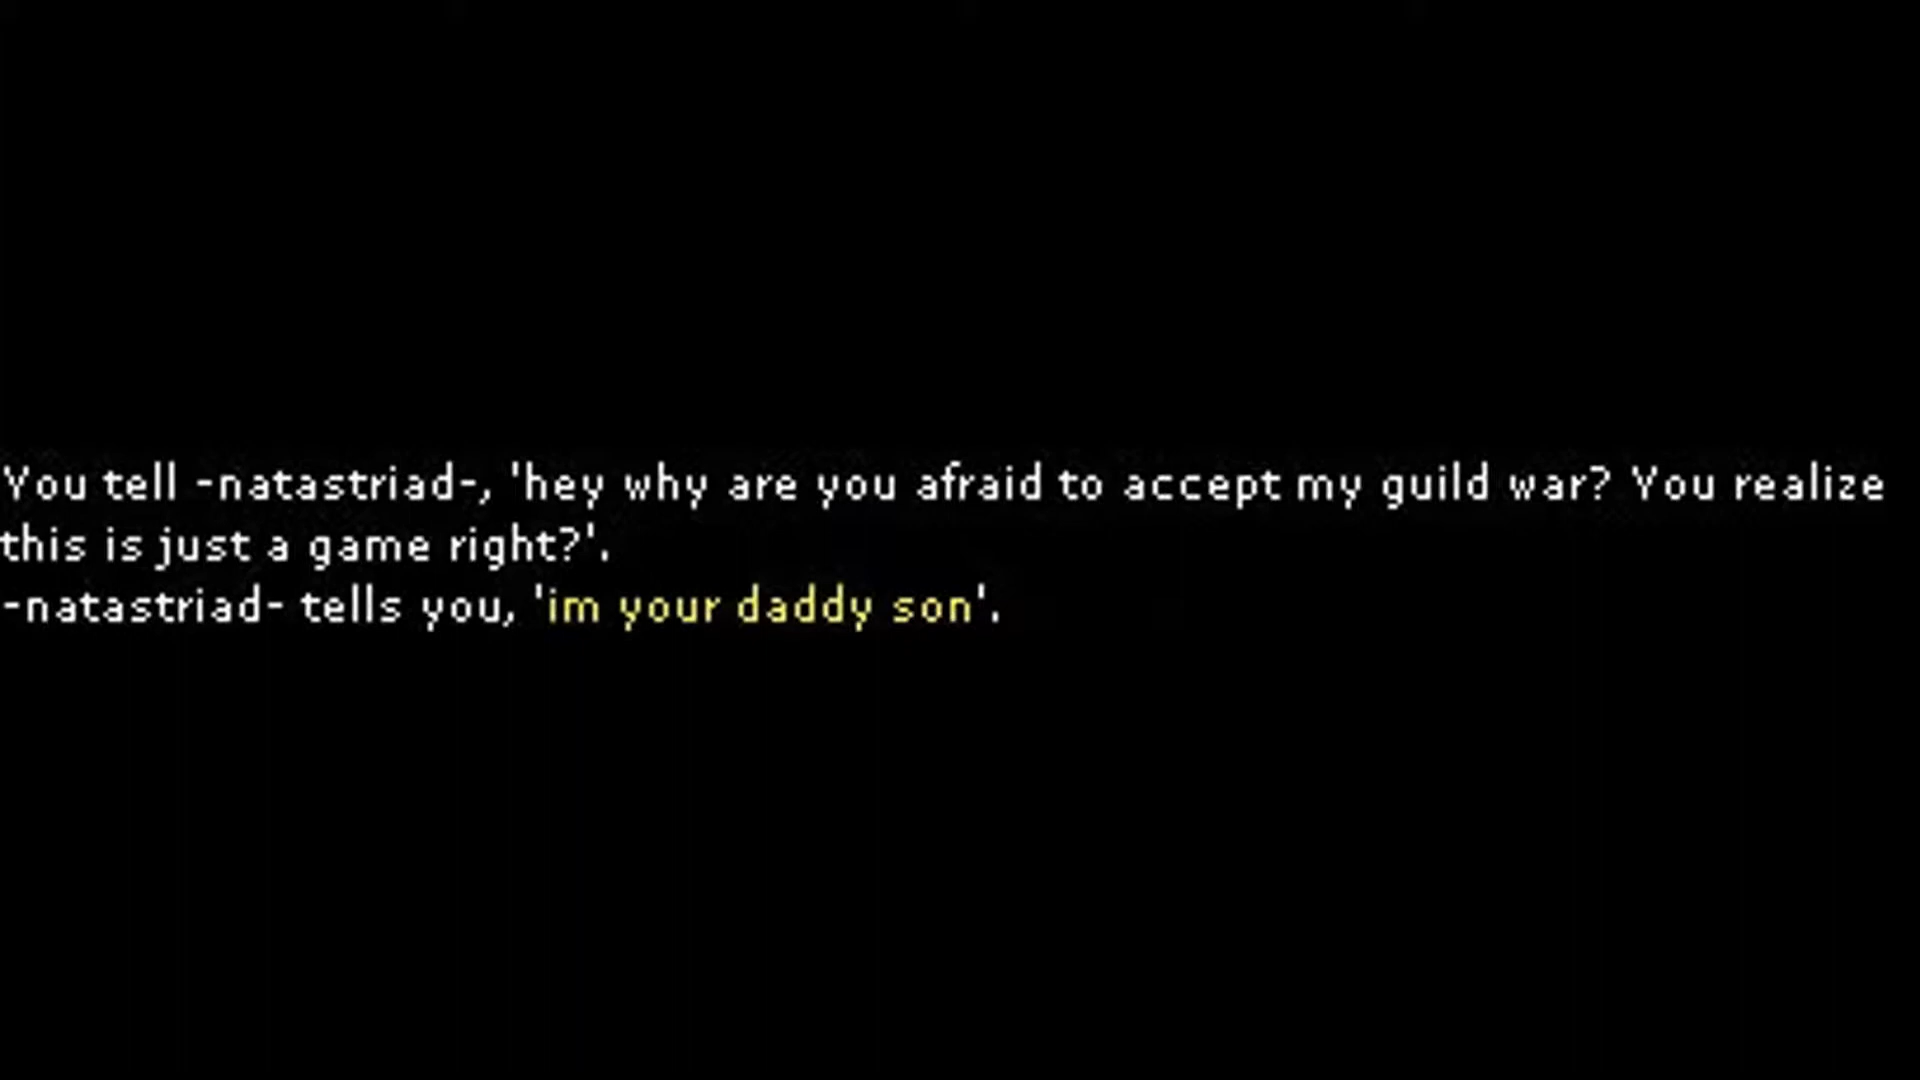 You tell -natastriad-, 'hey why are you afraid to accept my guild war? You realize
this is just a game right?'.
-natastriad- tells you, 'im your daddy son'.